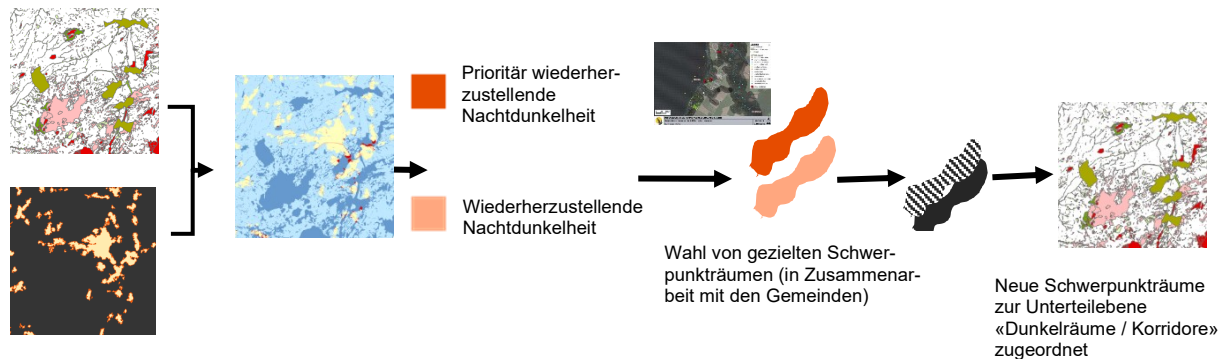 Prioritär wiederher-
zustellende
Nachtdunkelheit
Wiederherzustellende
Nachtdunkelheit
Wahl von gezielten Schwer-
punkträumen (in Zusammenar-
beit mit den Gemeinden)
Neue Schwerpunkträume
zur Unterteilebene
«Dunkelräume / Korridore»
zugeordnet